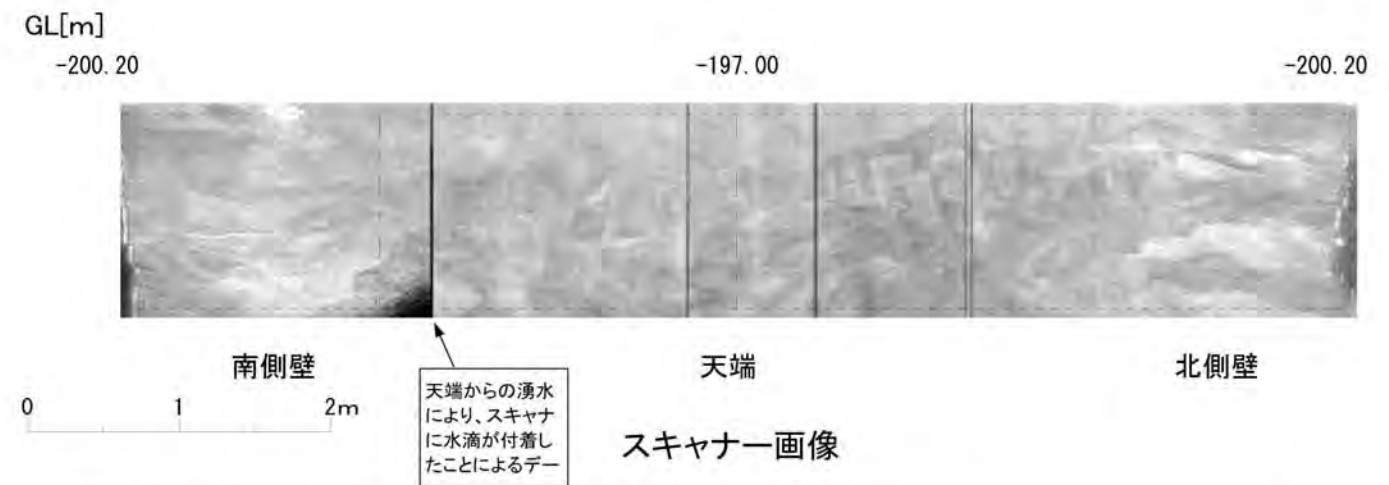 GL[m]
-200.20 -197.00 -200.20
南側壁 天端 北側壁
0 1 2m
天端からの湧水
により、スキャナ
に水滴が付着し
たことによるデー
スキャナー画像